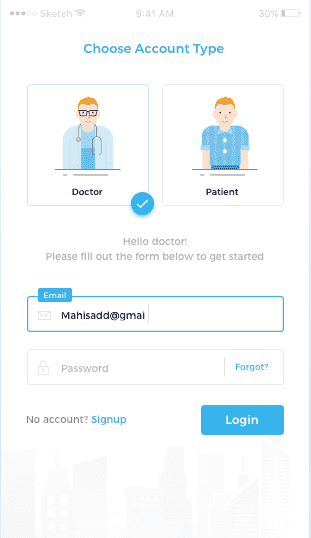 Sketch 9:41 AM 30%
Choose Account Type
Doctor Patient
Hello doctor!
Please fill out the form below to get started
Email
Mahisadd@gmai
Password Forgot?
No account? Signup Login